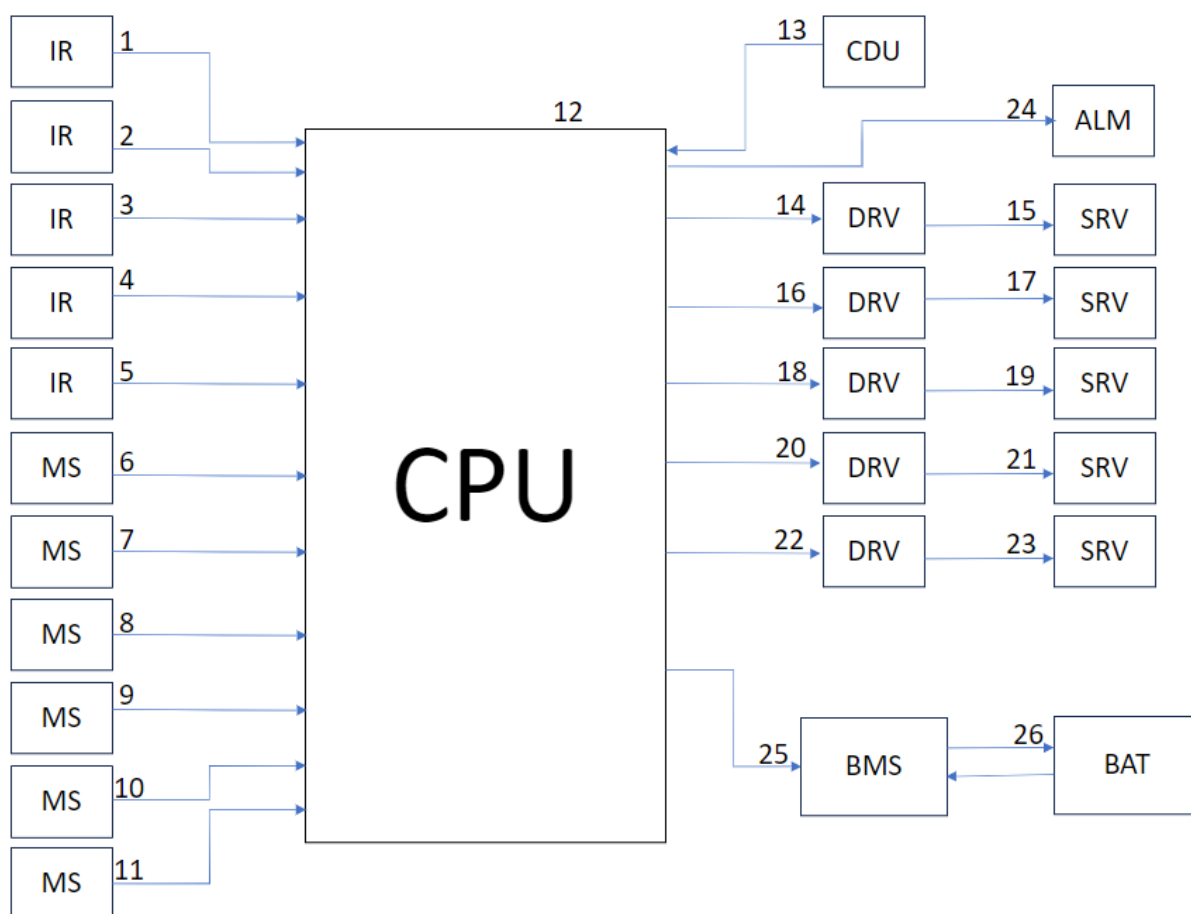 IR 1
IR 2
IR 3
IR 4
IR 5
MS 6
MS 7
MS 8
MS 9
MS 10
MS 11
12
CPU
13 CDU
24 ALM
14 DRV 15 SRV
16 DRV 17 SRV
18 DRV 19 SRV
20 DRV 21 SRV
22 DRV 23 SRV
25 BMS 26 BAT